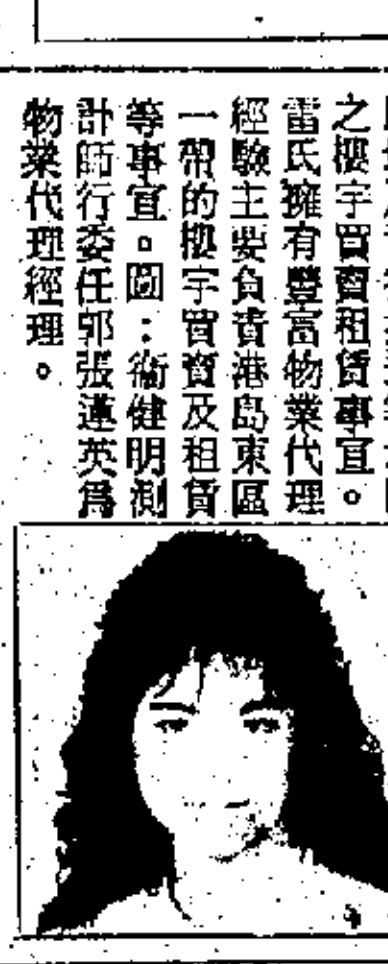 之樓宇買賣租賃事宜。
雷氏擁有豐富物業代理
經驗主要負責港島東區
一帶的樓宇買賣及租賃
等事宜。圖：衞健明測
計師行委任郭張蓮英為
物業代理經理。